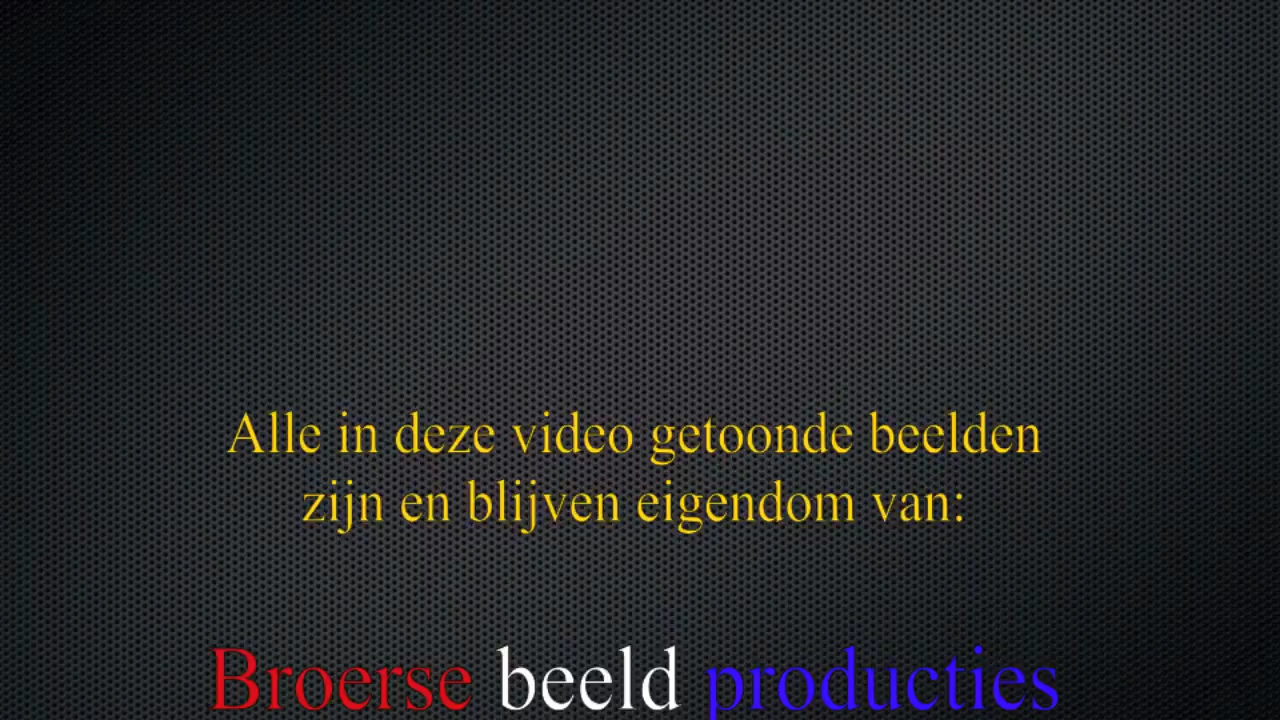 Alle in deze video getoonde beelden
zijn en blijven eigendom van:
Broerse beeld producties